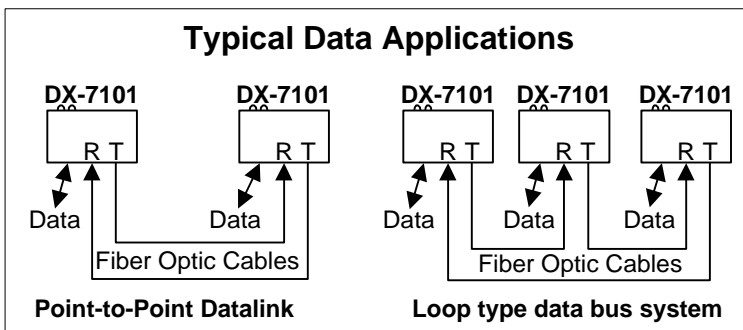 Typical Data Applications
DX-7101 DX-7101 DX-7101 DX-7101 DX-7101
R T R T R T R T R T
Data Data Data Data Data
Fiber Optic Cables Fiber Optic Cables
Point-to-Point Datalink Loop type data bus system